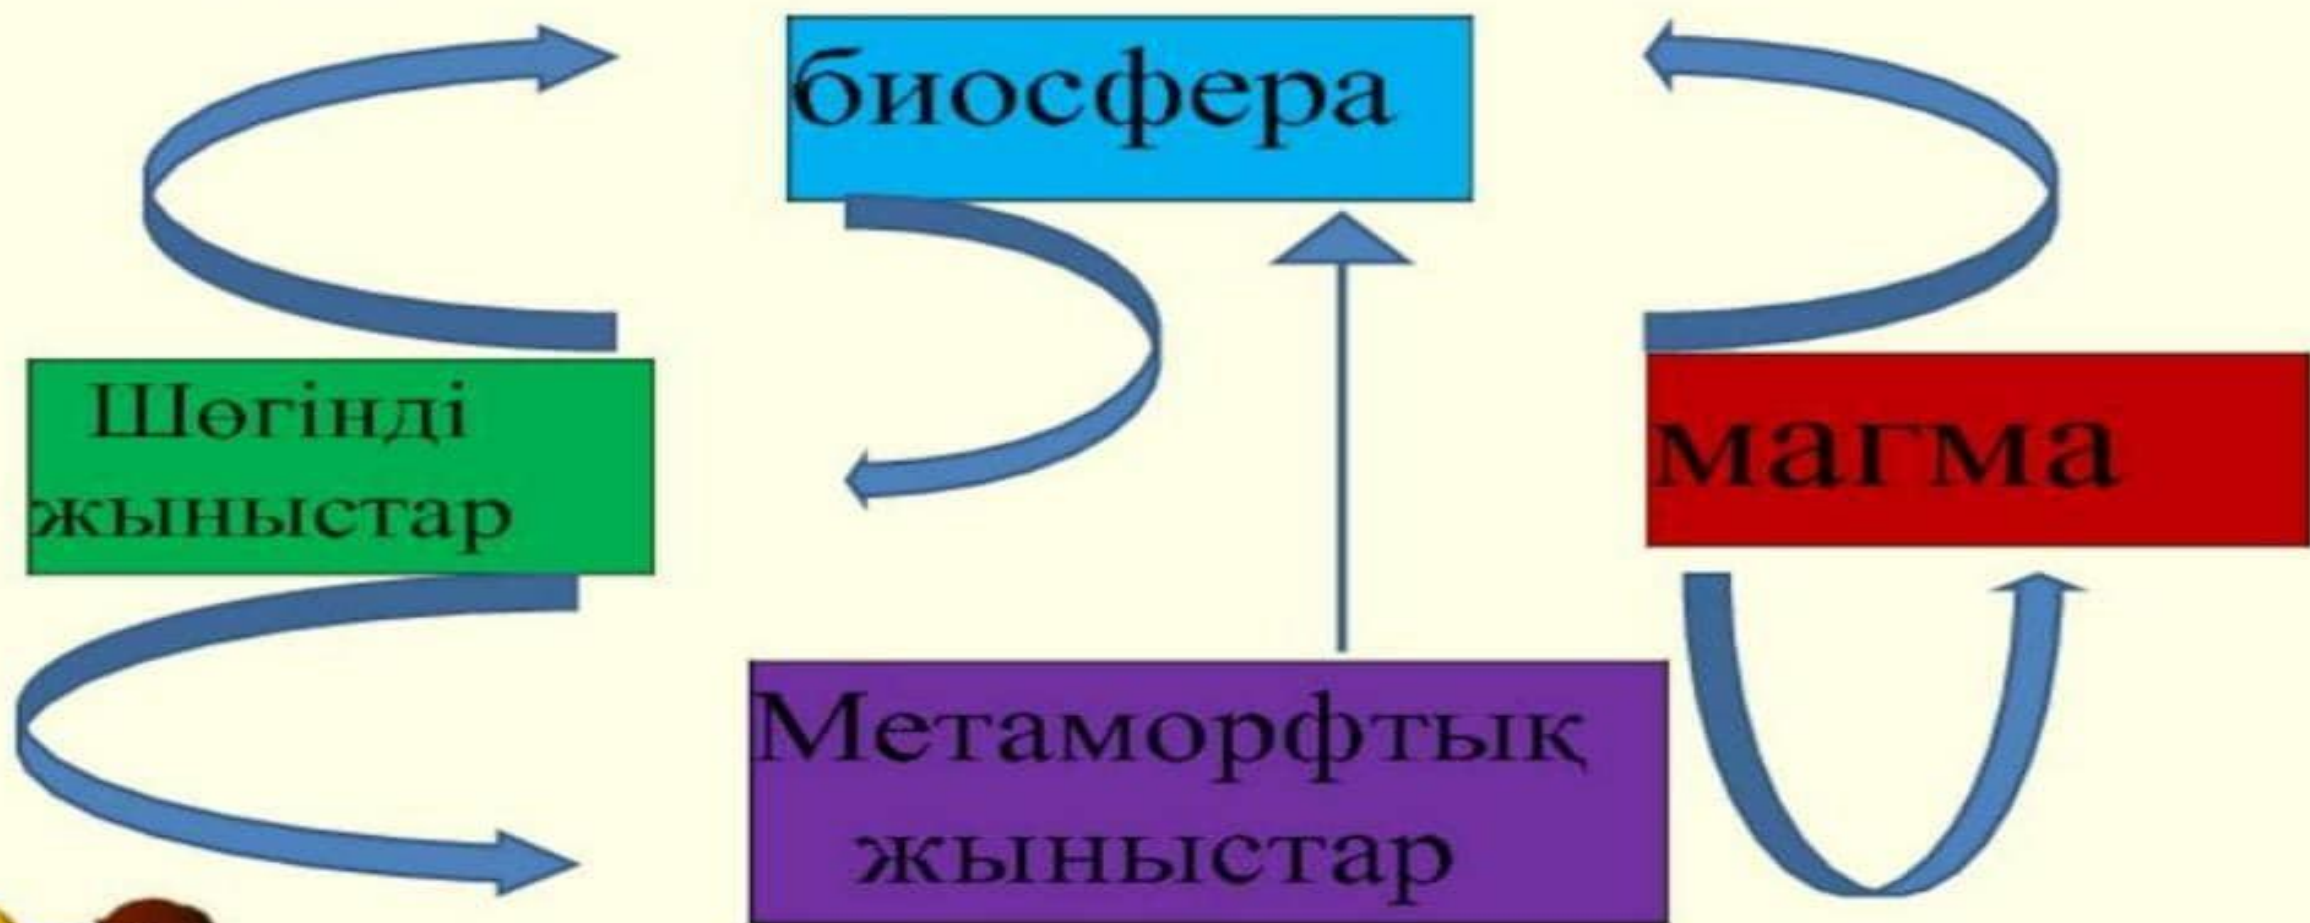 биосфера
Шөгінді
жыныстар
магма
Метаморфтық
жыныстар